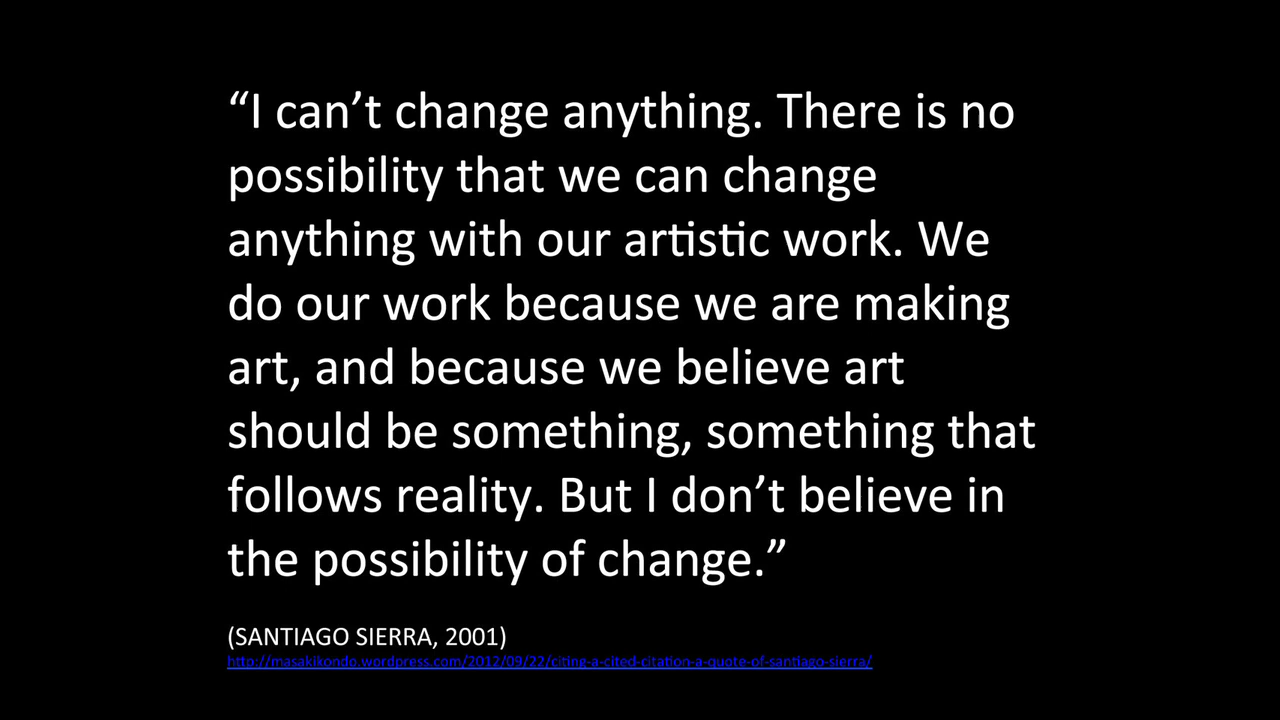 “I can’t change anything. There is no
possibility that we can change
anything with our artistic work. We
do our work because we are making
art, and because we believe art
should be something, something that
follows reality. But I don’t believe in
the possibility of change.”
(SANTIAGO SIERRA, 2001)
http://masakikondo.wordpress.com/2012/09/22/citing-a-cited-citation-a-quote-of-santiago-sierra/